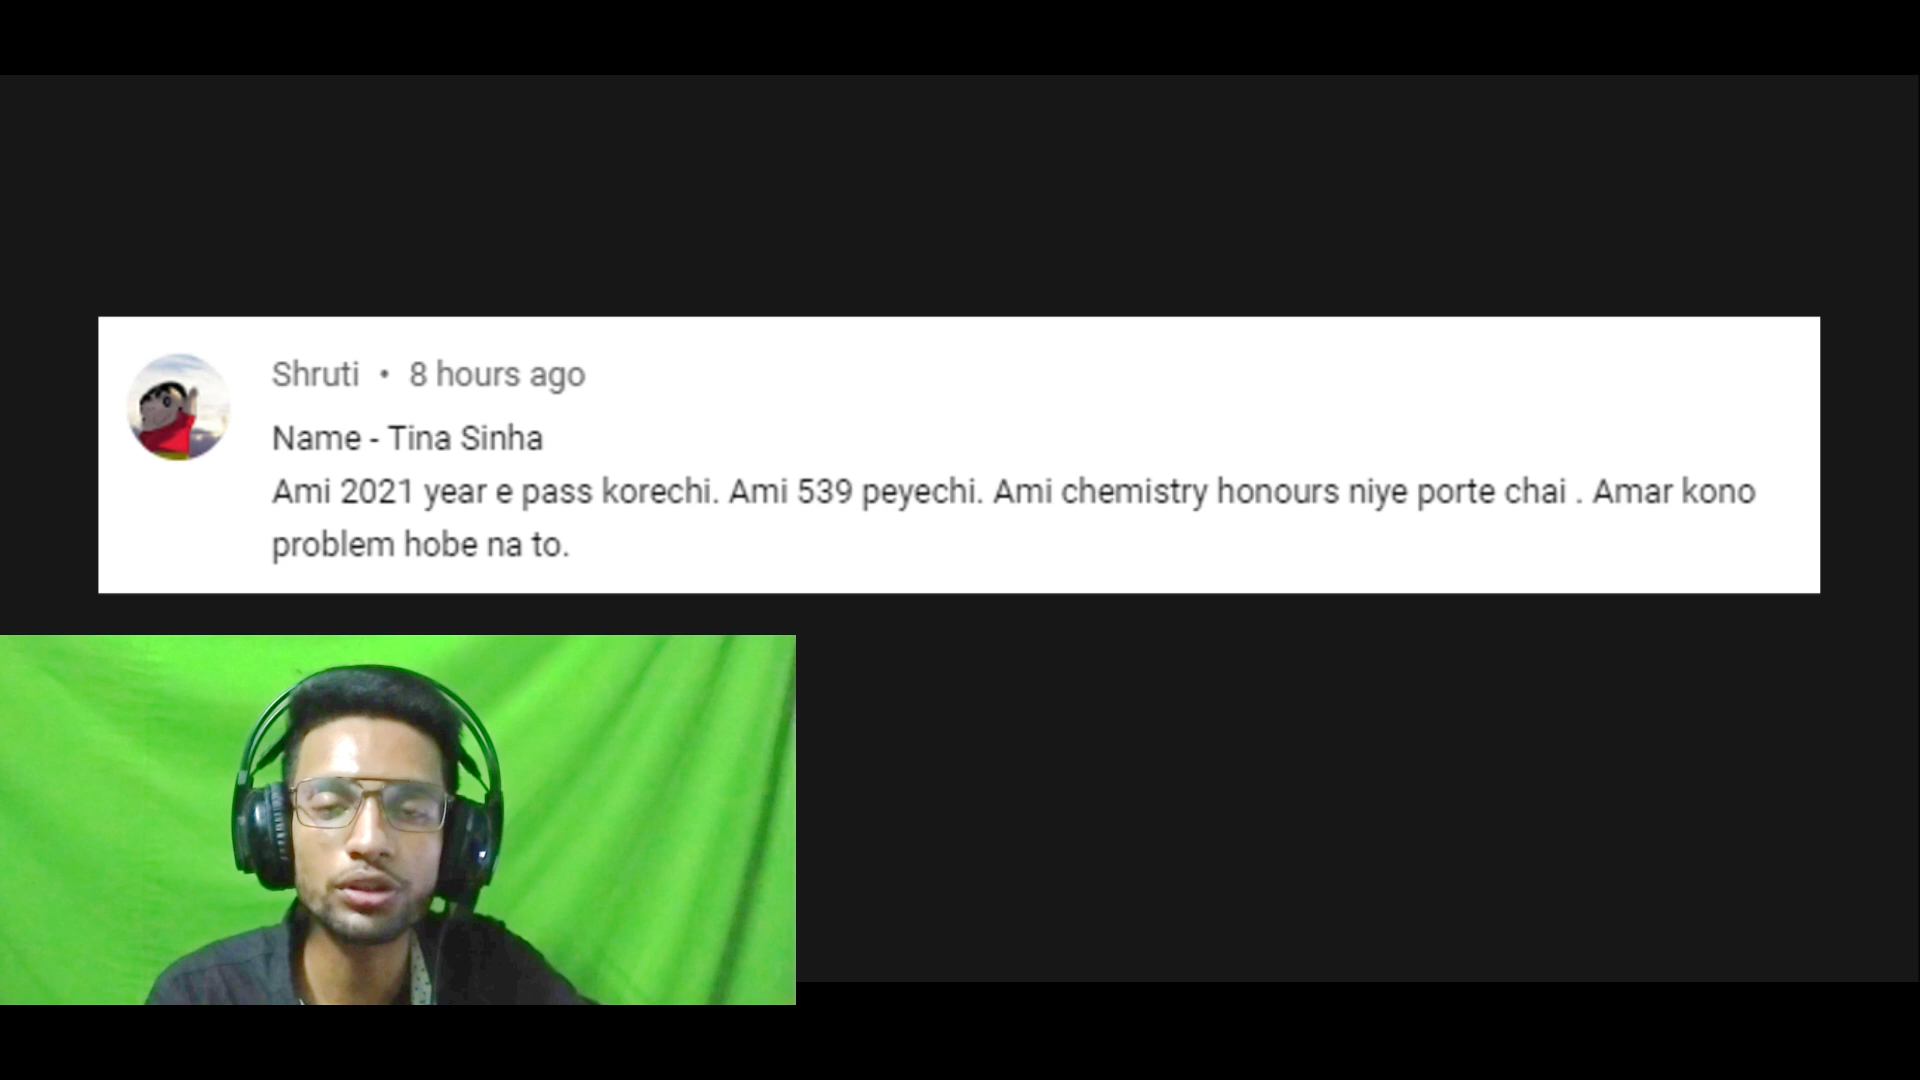 Shruti • 8 hours ago
Name - Tina Sinha
Ami 2021 year e pass korechi. Ami 539 peyechi. Ami chemistry honours niye porte chai . Amar kono
problem hobe na to.